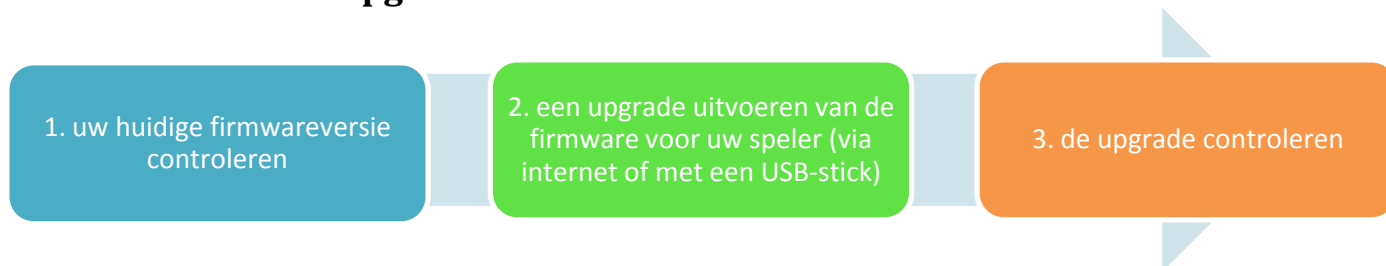 1. uw huidige firmwareversie
controleren
2. een upgrade uitvoeren van de
firmware voor uw speler (via
internet of met een USB-stick)
3. de upgrade controleren